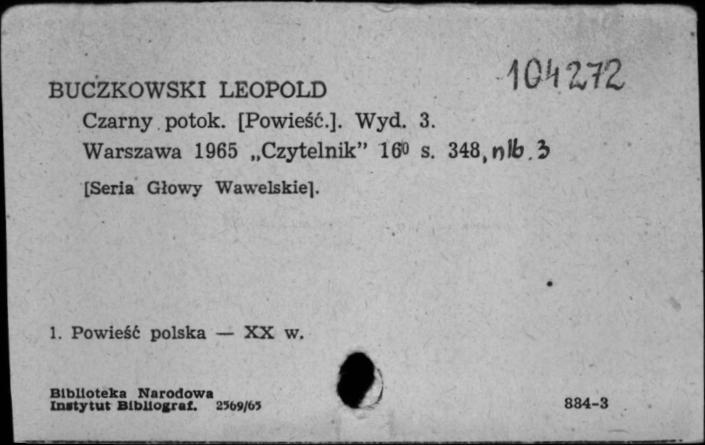 104272
BUCZKOWSKI LEOPOLD
Czarny potok. [Powieść.]. Wyd. 3.
Warszawa 1965 „Czytelnik” 16⁰ s. 348, nlb. 3
[Seria Głowy Wawelskie].
1. Powieść polska — XX w.
Biblioteka Narodowa
Instytut Bibliograf. 2569/65
884-3